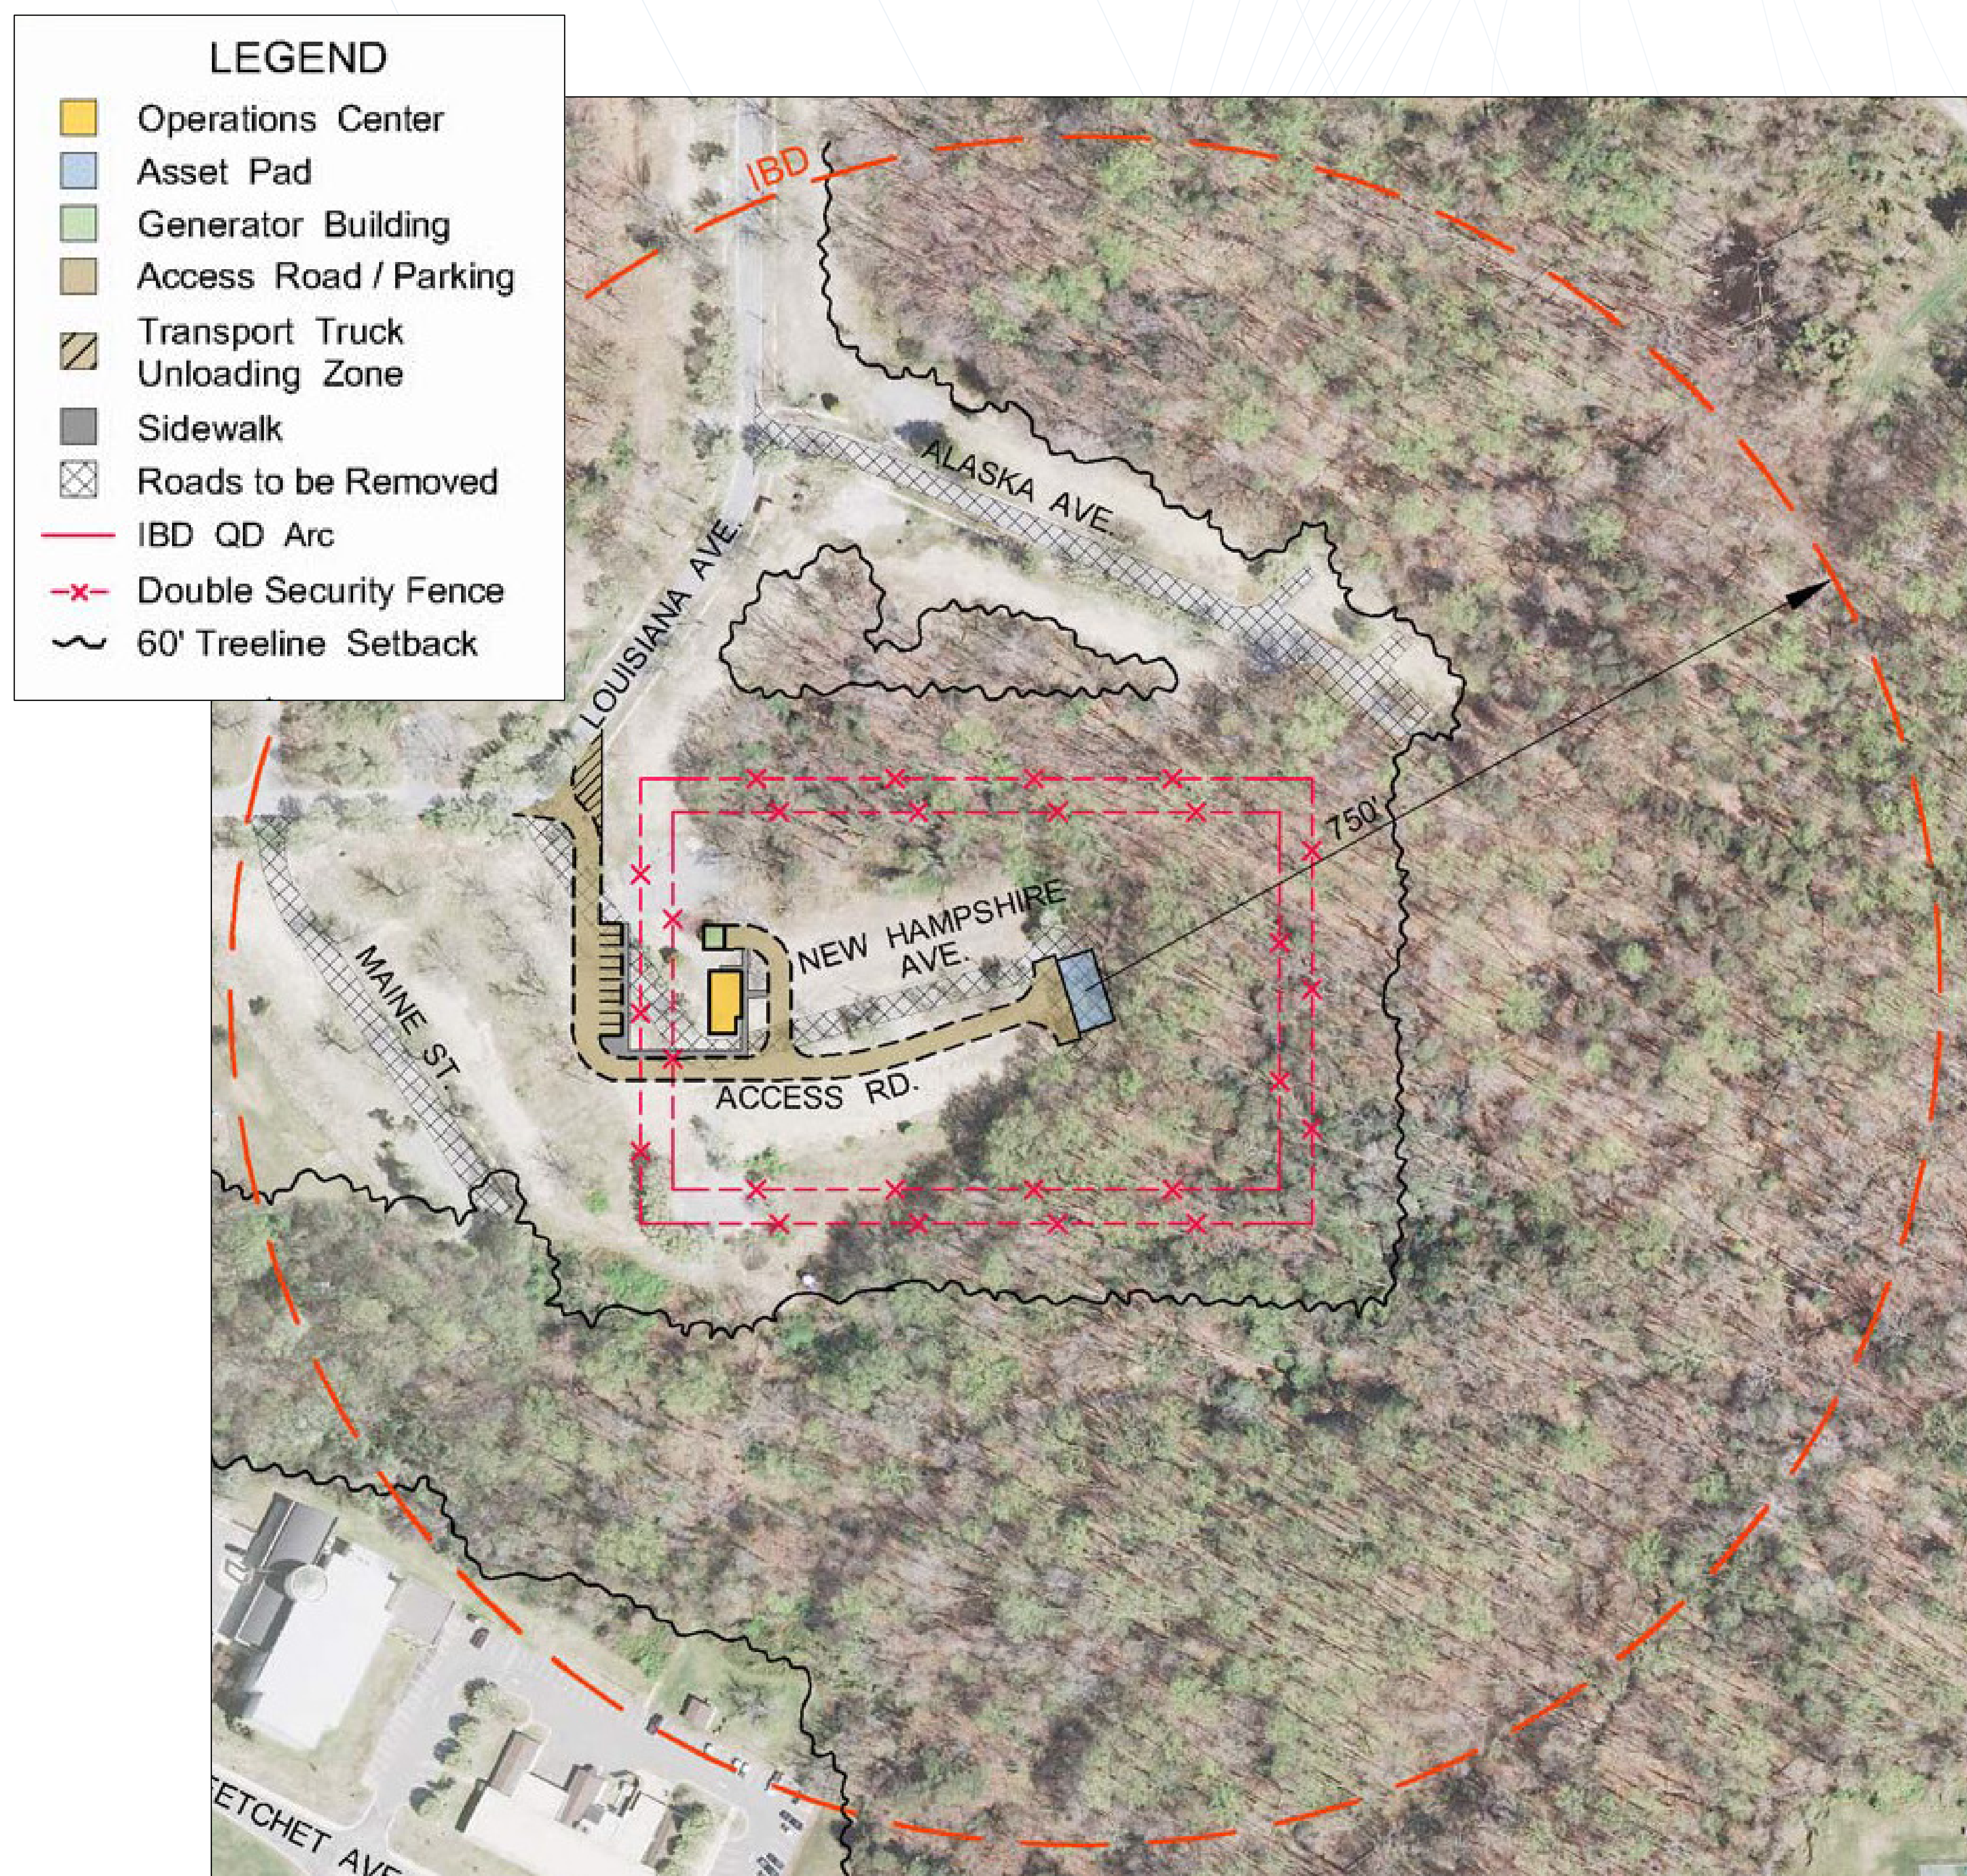 LEGEND
Operations Center
Asset Pad
Generator Building
Access Road / Parking
Transport Truck
Unloading Zone
Sidewalk
Roads to be Removed
IBD QD Arc
Double Security Fence
60' Treeline Setback
IBD
ALASKA AVE.
LOUISIANA AVE.
750'
NEW HAMPSHIRE
AVE.
MAINE ST.
ACCESS RD.
ETCHET AVE